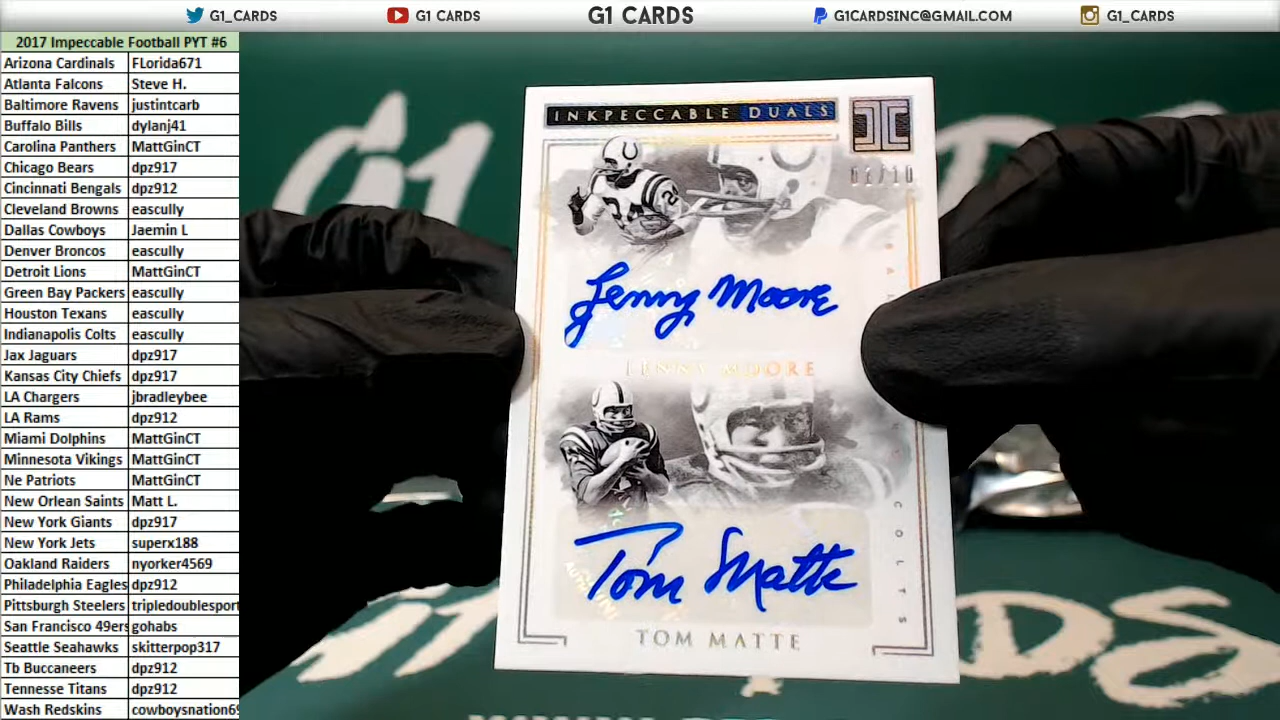 G1_CARDS
G1 CARDS
G1 CARDS
G1CARDSINC@GMAIL.COM
G1_CARDS
2017 Impeccable Football PYT #6
Arizona Cardinals FLorida671
Atlanta Falcons Steve H.
Baltimore Ravens justintcarb
Buffalo Bills dylanj41
Carolina Panthers MattGinCT
Chicago Bears dpz917
Cincinnati Bengals dpz912
Cleveland Browns eascully
Dallas Cowboys Jaemin L
Denver Broncos eascully
Detroit Lions MattGinCT
Green Bay Packers eascully
Houston Texans eascully
Indianapolis Colts eascully
Jax Jaguars dpz917
Kansas City Chiefs dpz917
LA Chargers jbradleybee
LA Rams dpz912
Miami Dolphins MattGinCT
Minnesota Vikings MattGinCT
Ne Patriots MattGinCT
New Orlean Saints Matt L.
New York Giants dpz917
New York Jets superx188
Oakland Raiders nyorker4569
Philadelphia Eagles dpz912
Pittsburgh Steelers tripledoublesport
San Francisco 49ers gohabs
Seattle Seahawks skitterpop317
Tb Buccaneers dpz912
Tennesse Titans dpz912
Wash Redskins cowboysnation69
G1
INKPECCABLE DUALS
24
Lenny Moore
LENNY MOORE
Tom Matte
TOM MATTE
COLTS